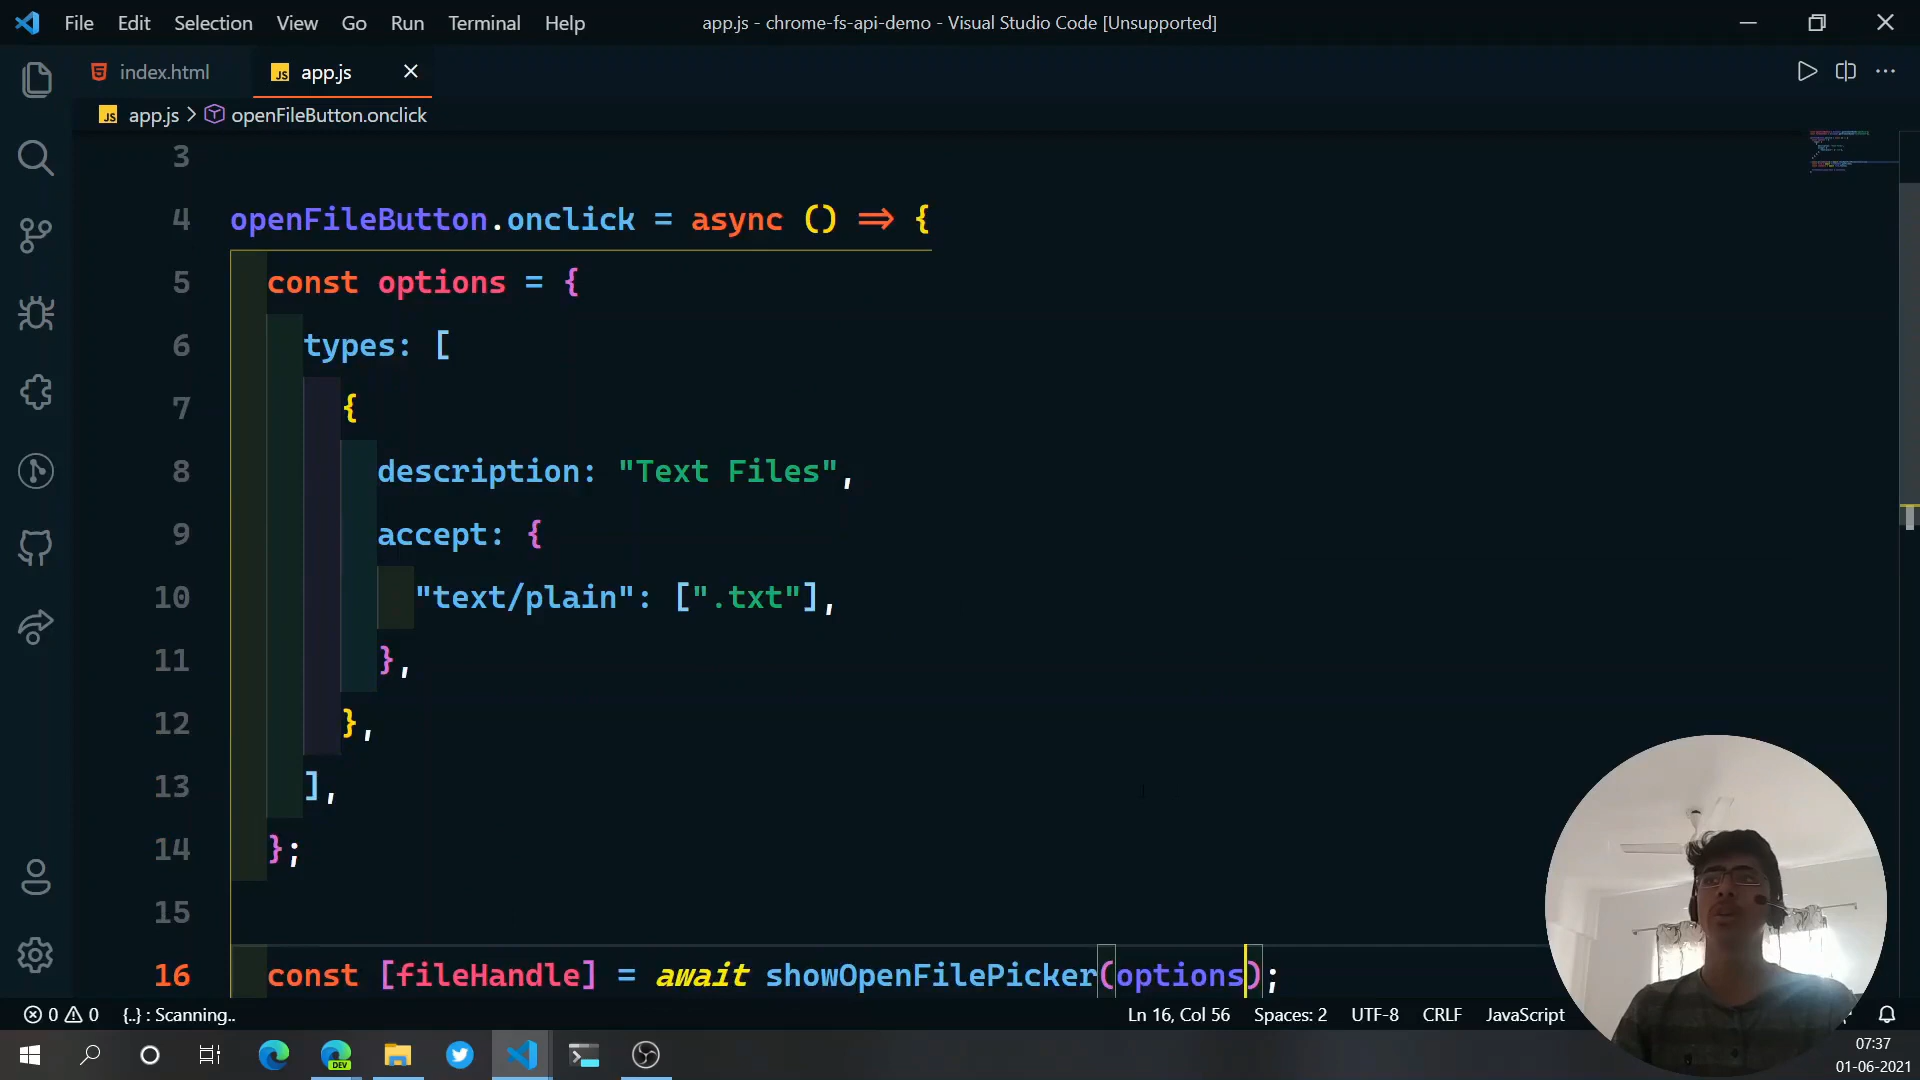 File Edit Selection View Go Run Terminal Help app.js - chrome-fs-api-demo - Visual Studio Code [Unsupported]
index.html JS app.js
JS app.js > openFileButton.onclick
3
4 openFileButton.onclick = async () => {
5 const options = {
6 types: [
7 {
8 description: "Text Files",
9 accept: {
10 "text/plain": [".txt"],
11 },
12 },
13 ],
14 };
15
16 const [fileHandle] = await showOpenFilePicker(options);
0 0 {..} : Scanning.. Ln 16, Col 56 Spaces: 2 UTF-8 CRLF JavaScript
DEV
07:37
01-06-2021